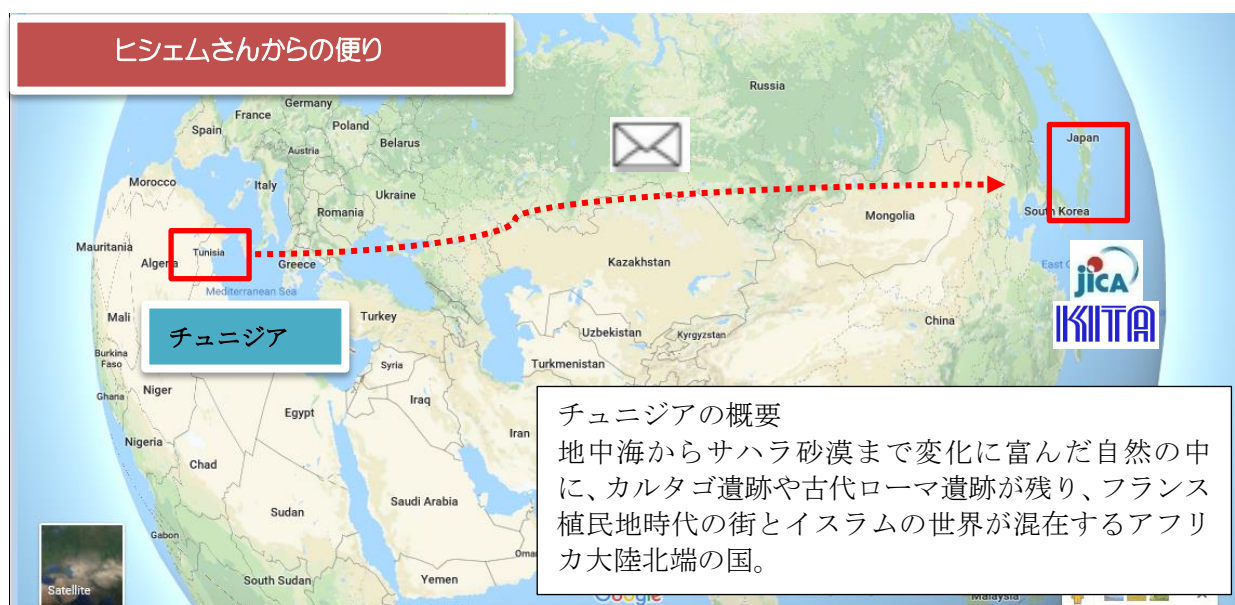 ヒシェムさんからの便り
Russia
Germany
France
Poland
Spain
Belarus
Austria
Japan
Morocco
Italy
Ukraine
Romania
Mongolia
South Korea
Mauritania
Tunisia
Algeria
Greece
Kazakhstan
Mediterranean Sea
East
jICA
KITA
Mali
チュニジア
Turkey
China
Uzbekistan
Kyrgyzstan
Burkina
Faso
Syria
Turkmenistan
Niger
Ghana
Iraq
Egypt
Iran
Nigeria
チュニジアの概要
地中海からサハラ砂漠まで変化に富んだ自然の中
に、カルタゴ遺跡や古代ローマ遺跡が残り、フランス
植民地時代の街とイスラムの世界が混在するアフリ
カ大陸北端の国。
Chad
Saudi Arabia
Sudan
Gabon
South Sudan
Yemen
Satellite
Google
Malaysia